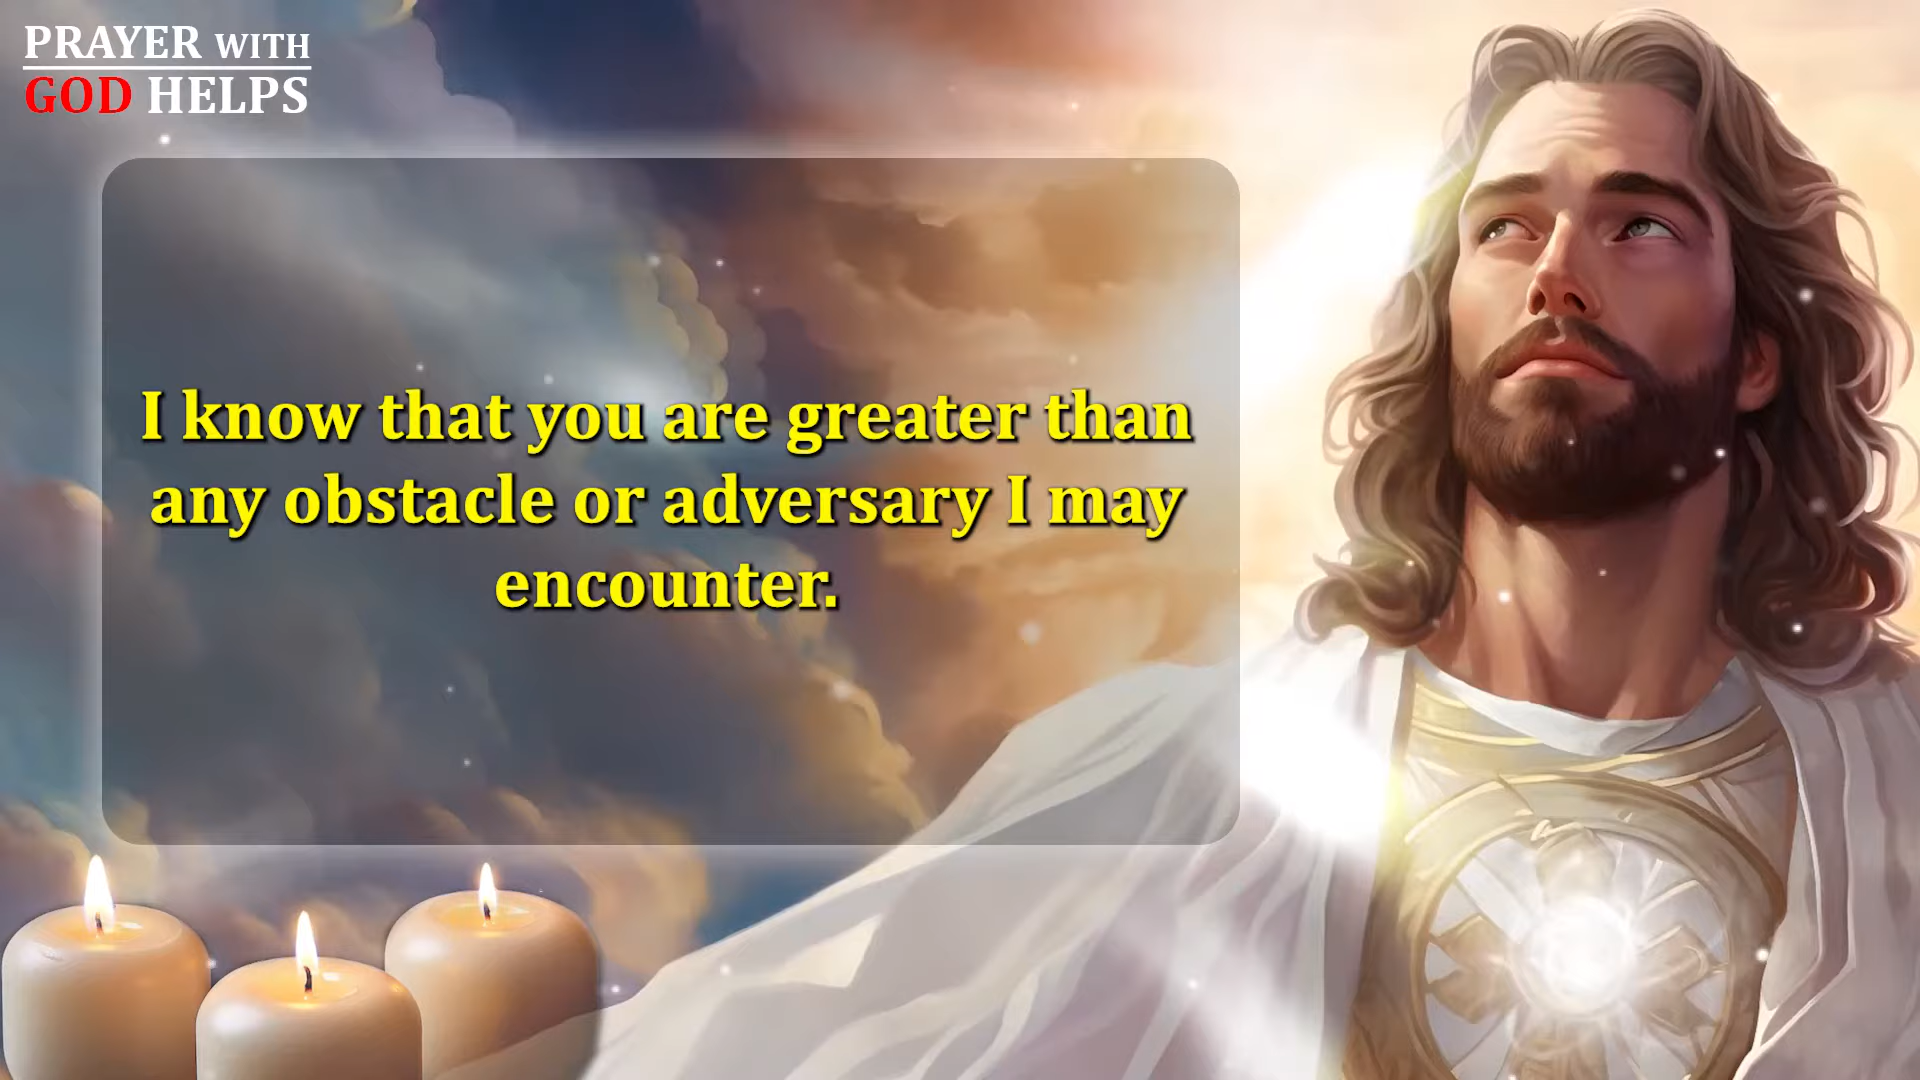 PRAYER WITH
GOD HELPS
I know that you are greater than
any obstacle or adversary I may
encounter.